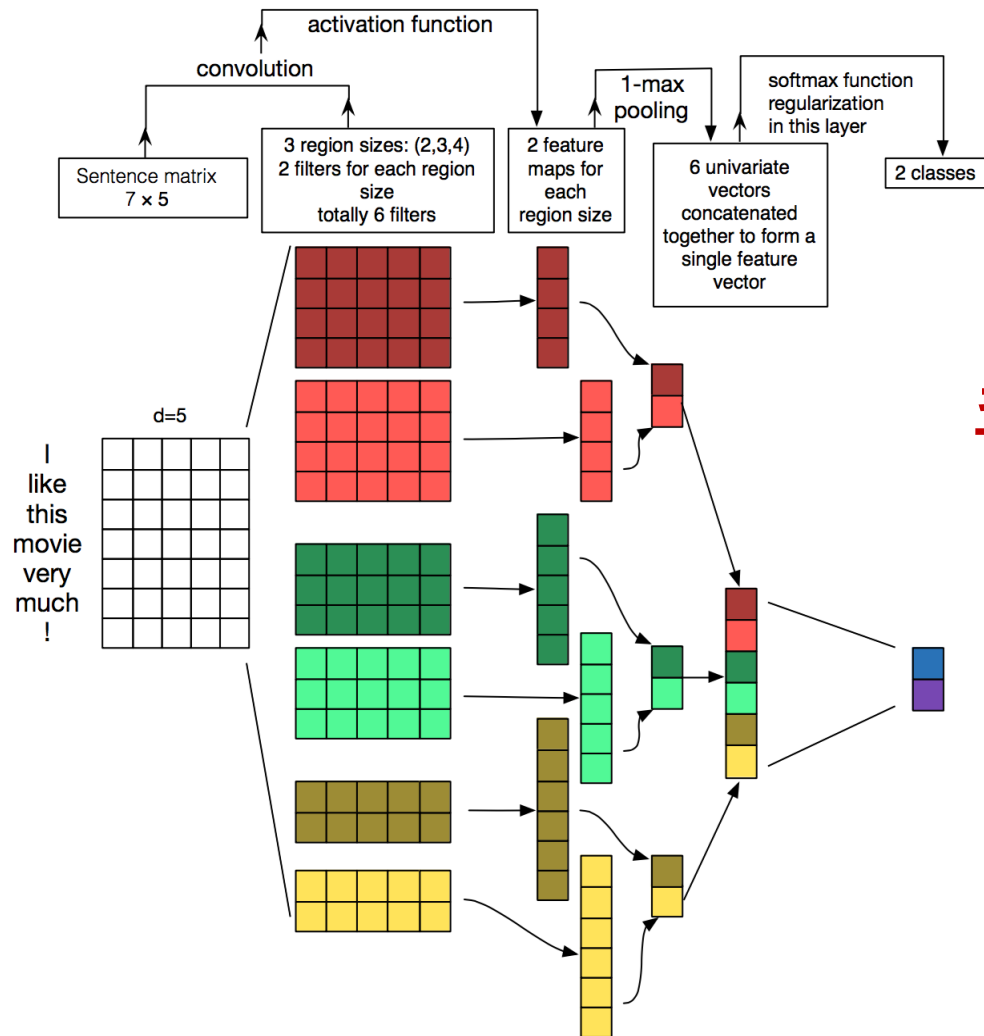 activation function
convolution
1-max
pooling
softmax function
regularization
in this layer
Sentence matrix
7 × 5
3 region sizes: (2,3,4)
2 filters for each region
size
totally 6 filters
2 feature
maps for
each
region size
6 univariate
vectors
concatenated
together to form a
single feature
vector
2 classes
d=5
I
like
this
movie
very
much
!